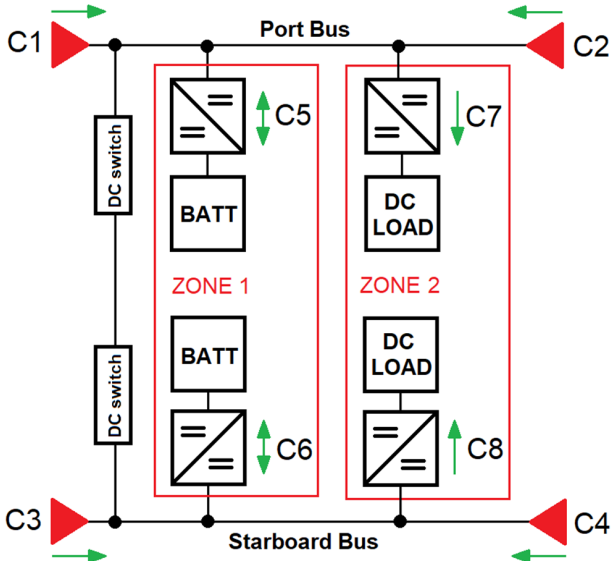 Port Bus
C1
C2
C5
C7
DC switch
BATT
DC
LOAD
ZONE 1
ZONE 2
DC switch
BATT
DC
LOAD
C6
C8
C3
C4
Starboard Bus